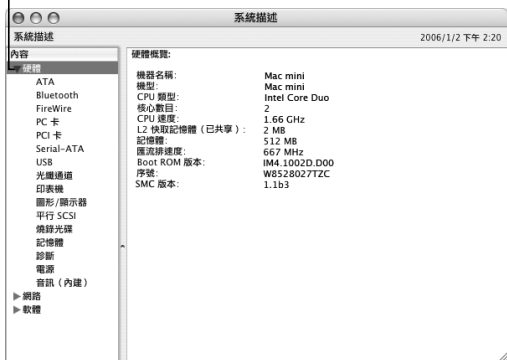 系統描述
系統描述 2006/1/2 下午 2:20
內容
硬體
ATA
Bluetooth
FireWire
PC 卡
PCI 卡
Serial-ATA
USB
光纖通道
印表機
圖形/顯示器
平行 SCSI
燒錄光碟
記憶體
診斷
電源
音訊（內建）
網路
軟體
硬體概覽:
機器名稱: Mac mini
機型: Mac mini
CPU 類型: Intel Core Duo
核心數目: 2
CPU 速度: 1.66 GHz
L2 快取記憶體（已共享）: 2 MB
記憶體: 512 MB
匯流排速度: 667 MHz
Boot ROM 版本: IM4.1002D.D00
序號: W8528027TZC
SMC 版本: 1.1b3